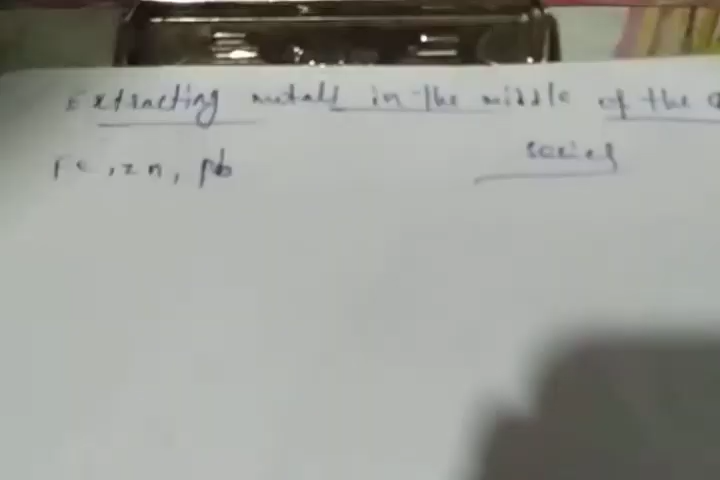 Extracting metals in the middle of the
series
Fe, zn, pb